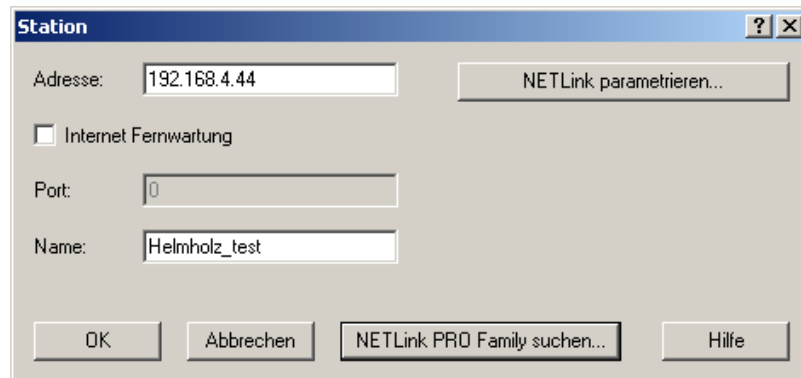 Station
Adresse: 192.168.4.44 NETLink parametrieren...
Internet Fernwartung
Port: 0
Name: Helmholz_test
OK Abbrechen NETLink PRO Family suchen... Hilfe